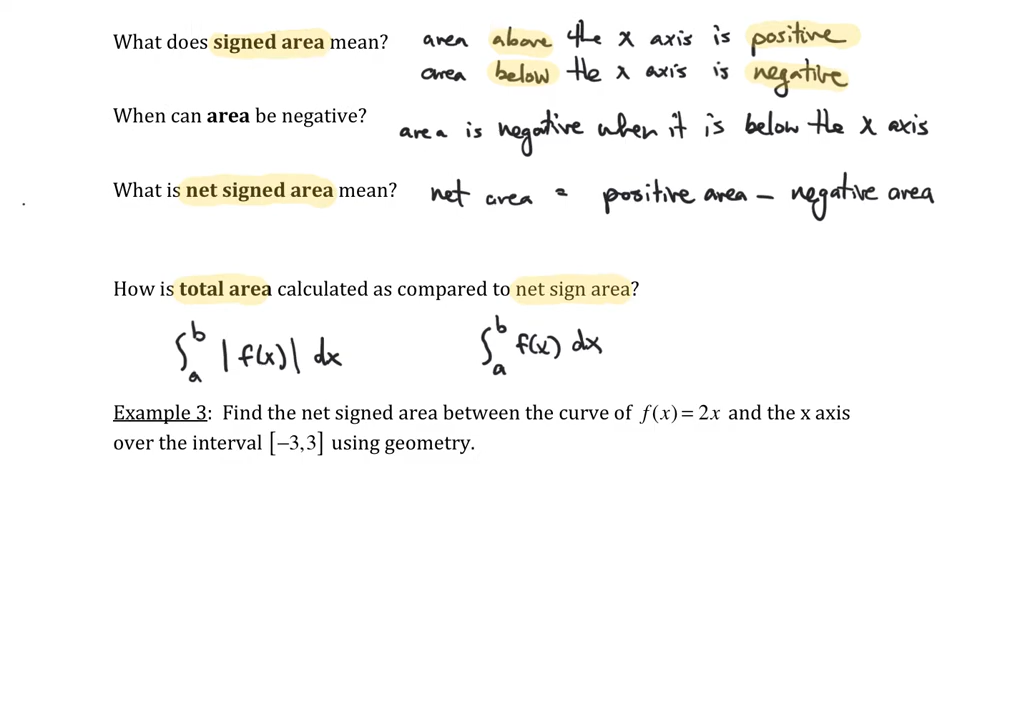 What does signed area mean? area above the x axis is positive
area below the x axis is negative
When can area be negative? area is negative when it is below the x axis
What is net signed area mean? net area = positive area − negative area
How is total area calculated as compared to net sign area?
∫ₐᵇ |f(x)| dx ∫ₐᵇ f(x) dx
Example 3: Find the net signed area between the curve of f(x) = 2x and the x axis
over the interval [−3,3] using geometry.